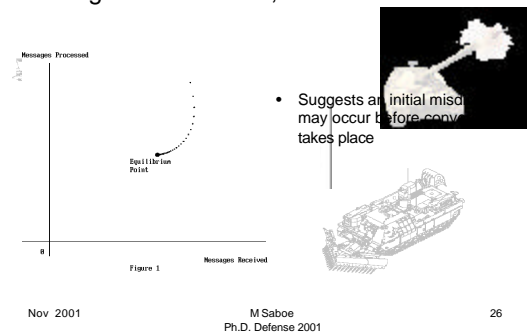 Messages Processed
• Suggests an initial
may occur before
takes place
Equilibrium
Point
0
Messages Received
Figure 1
Nov 2001
M Saboe
26
Ph.D. Defense 2001